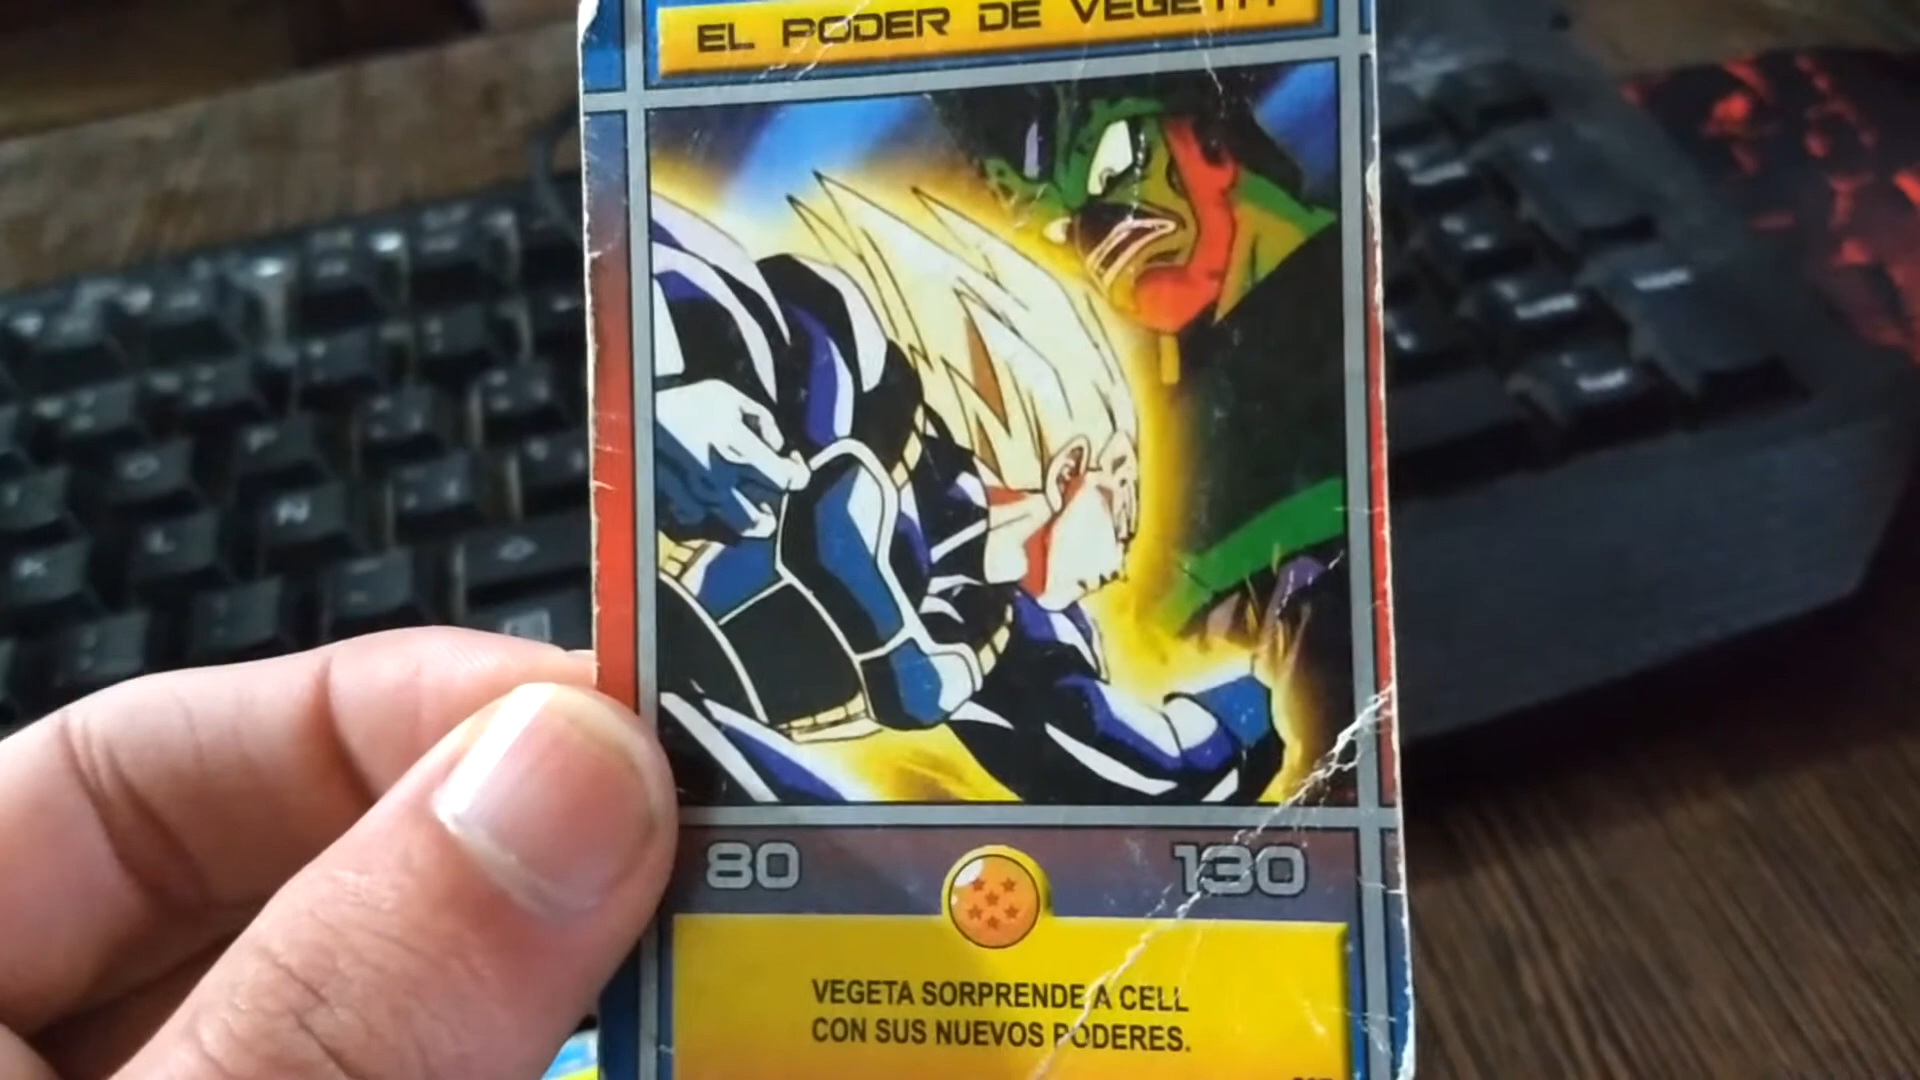 EL PODER DE VEGETA
80
130
VEGETA SORPRENDE A CELL
CON SUS NUEVOS PODERES.
K
L
N